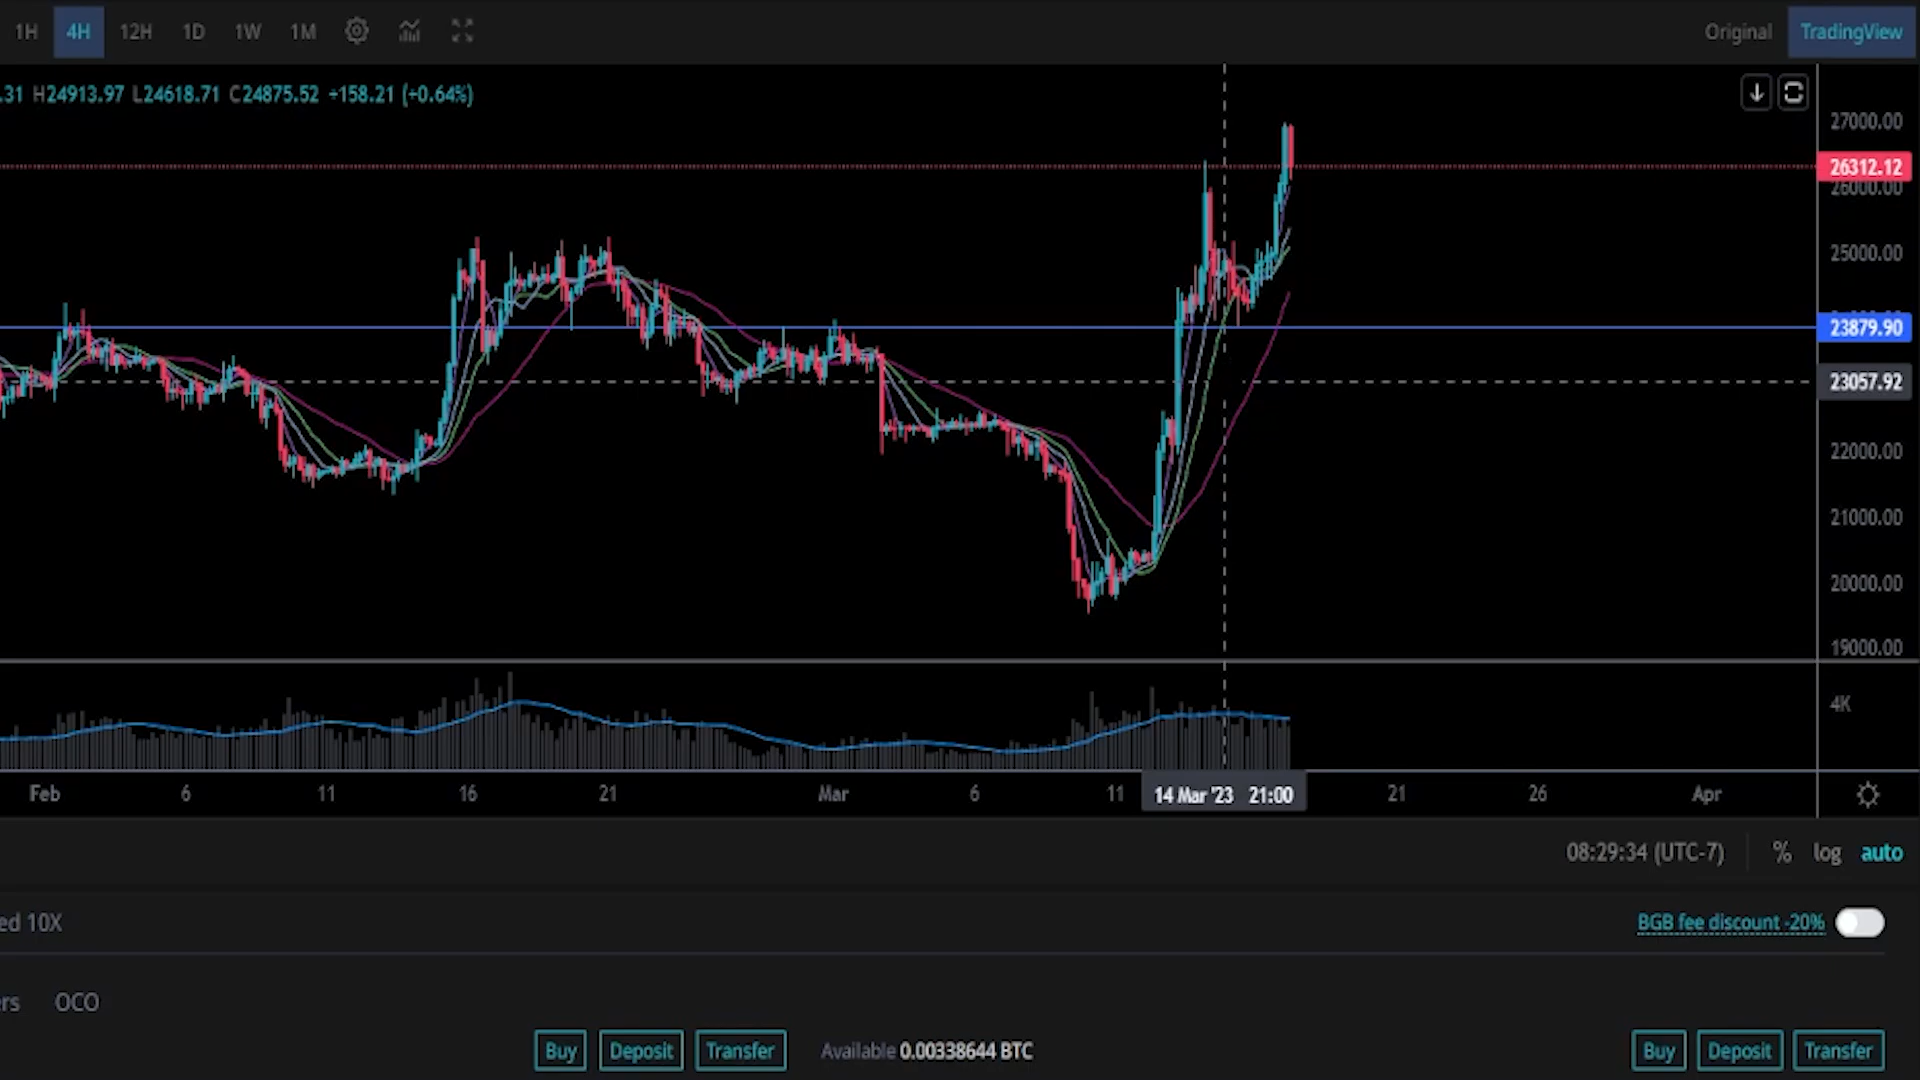 1H 4H 12H 1D 1W 1M Original TradingView
.31 H24913.97 L24618.71 C24875.52 +158.21 (+0.64%)
27000.00
26312.12
26000.00
25000.00
23879.90
23057.92
22000.00
21000.00
20000.00
19000.00
4K
Feb 6 11 16 21 Mar 6 11 14 Mar '23 21:00 21 26 Apr
08:29:34 (UTC-7) % log auto
ed 10X BGB fee discount -20%
rs OCO
Buy Deposit Transfer Available 0.00338644 BTC Buy Deposit Transfer